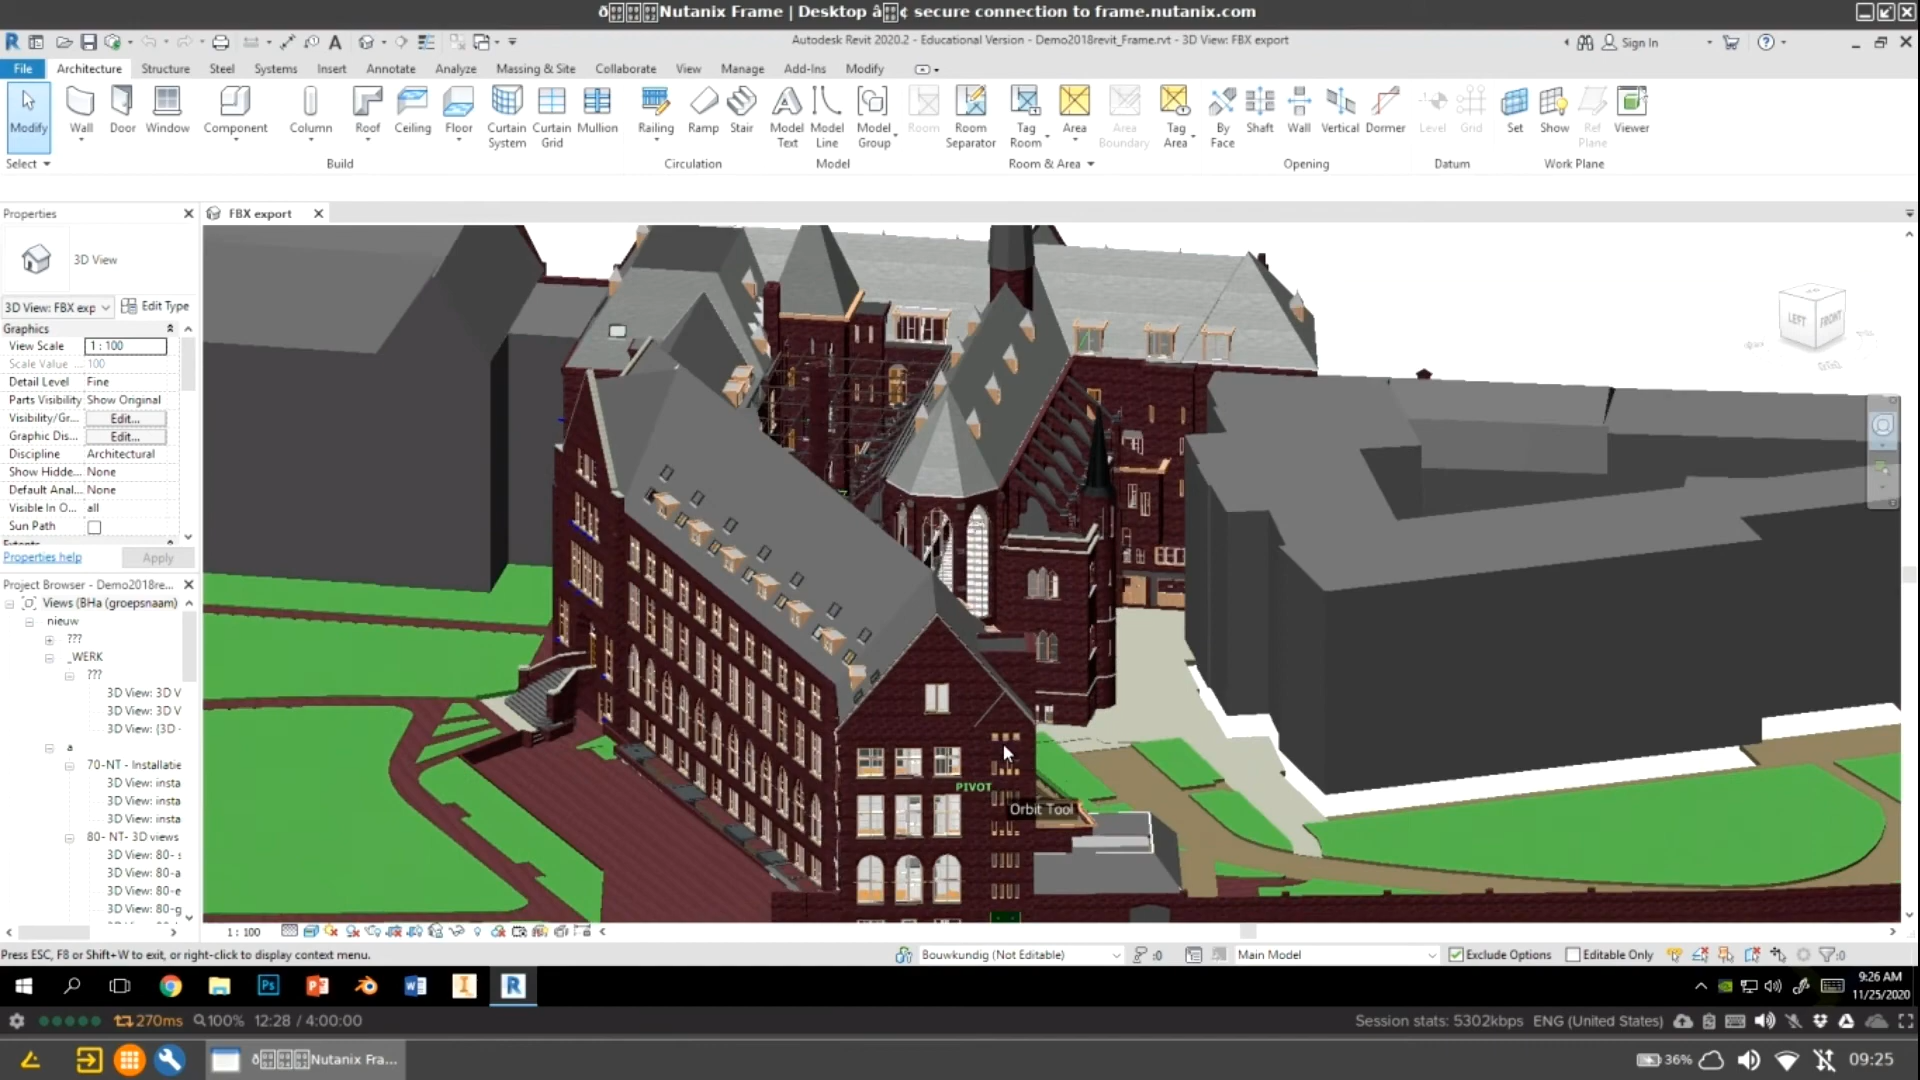 ð Nutanix Frame | Desktop â ¢ secure connection to frame.nutanix.com
Autodesk Revit 2020.2 - Educational Version - Demo2018revit_Frame.rvt - 3D View: FBX export
Sign In
File Architecture Structure Steel Systems Insert Annotate Analyze Massing & Site Collaborate View Manage Add-Ins Modify
Modify Wall Door Window Component Column Roof Ceiling Floor Curtain System Curtain Grid Mullion Railing Ramp Stair Model Text Model Line Model Group Room Room Separator Tag Room Area Area Boundary Tag Area By Face Shaft Wall Vertical Dormer Level Grid Set Show Ref Plane Viewer
Select Build Circulation Model Room & Area Opening Datum Work Plane
Properties
FBX export
3D View
3D View: FBX exp
Edit Type
Graphics
View Scale 1 : 100
Scale Value ... 100
Detail Level Fine
Parts Visibility Show Original
Visibility/Gr... Edit...
Graphic Dis... Edit...
Discipline Architectural
Show Hidde... None
Default Anal... None
Visible In O... all
Sun Path
Extents
Properties help Apply
Project Browser - Demo2018re...
Views (BHa (groepsnaam)
nieuw
???
_WERK
???
3D View: 3D V
3D View: 3D V
3D View: (3D -
a
70-NT - Installatie
3D View: insta
3D View: insta
3D View: insta
80- NT- 3D views
3D View: 80- s
3D View: 80-a
3D View: 80-e
3D View: 80-g
LEFT FRONT
PIVOT
Orbit Tool
1 : 100
Press ESC, F8 or Shift+W to exit, or right-click to display context menu.
Bouwkundig (Not Editable)
:0
Main Model
Exclude Options
Editable Only
:0
Ps
9:26 AM
11/25/2020
270ms 100% 12:28 / 4:00:00
Session stats: 5302kbps ENG (United States)
ð Nutanix Fra...
36%
09:25